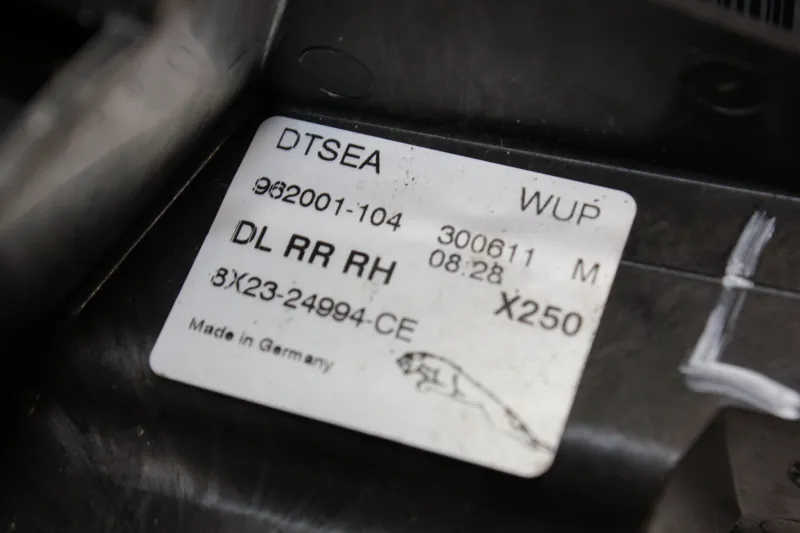 DTSEA
WUP
962001-104
300611 M
08:28
DL RR RH
X250
8X23-24994-CE
Made in Germany
L